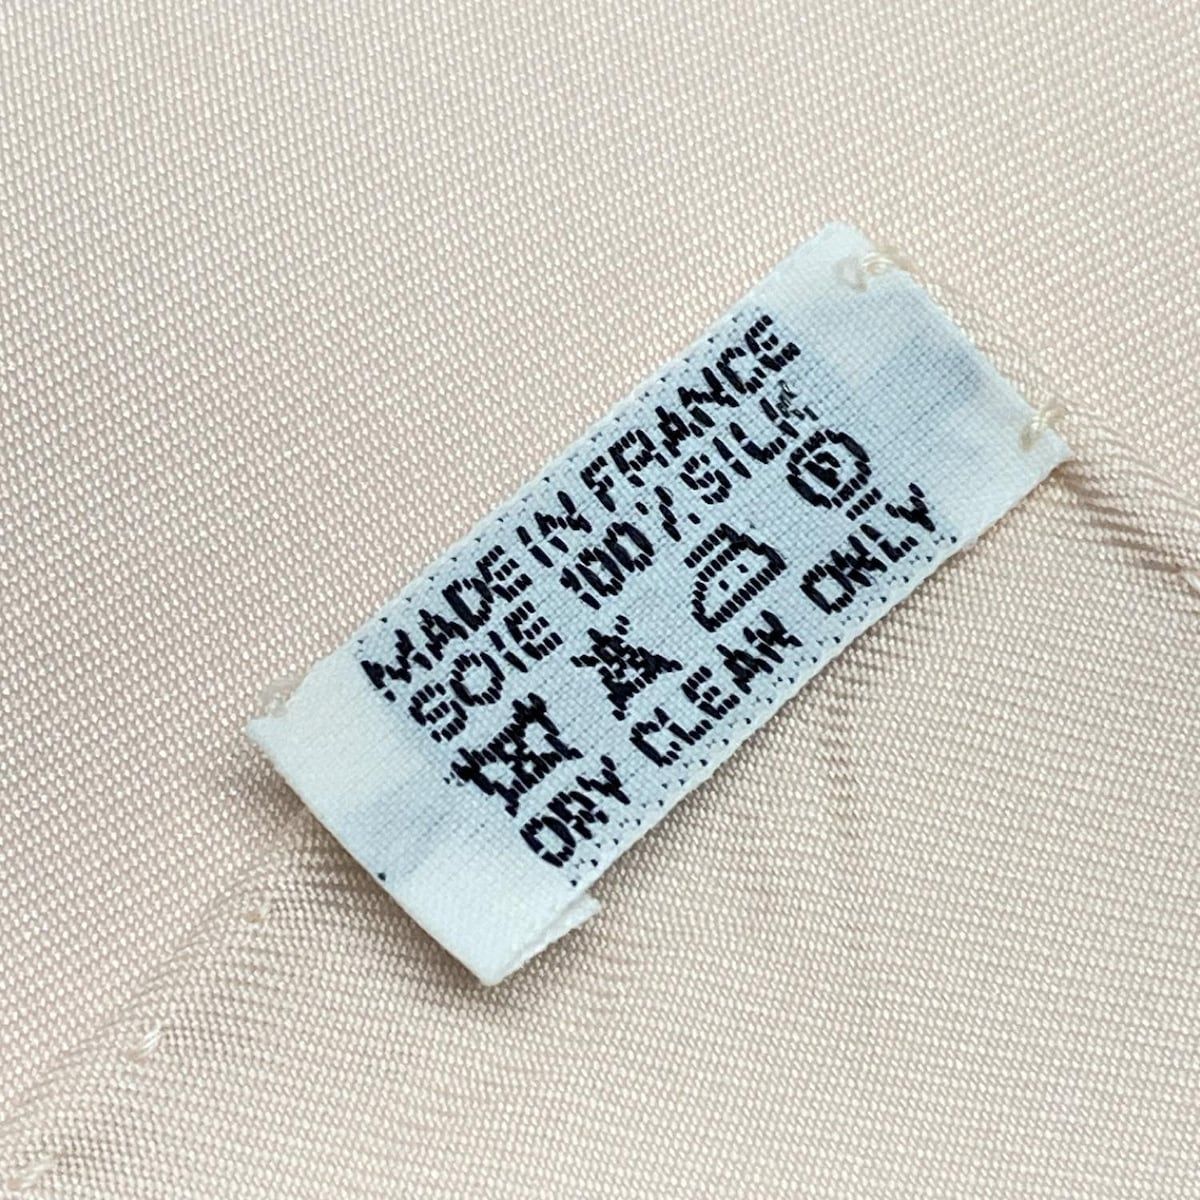 MADE IN FRANCE
SOIE 100% SILK
P
DRY CLEAN ONLY